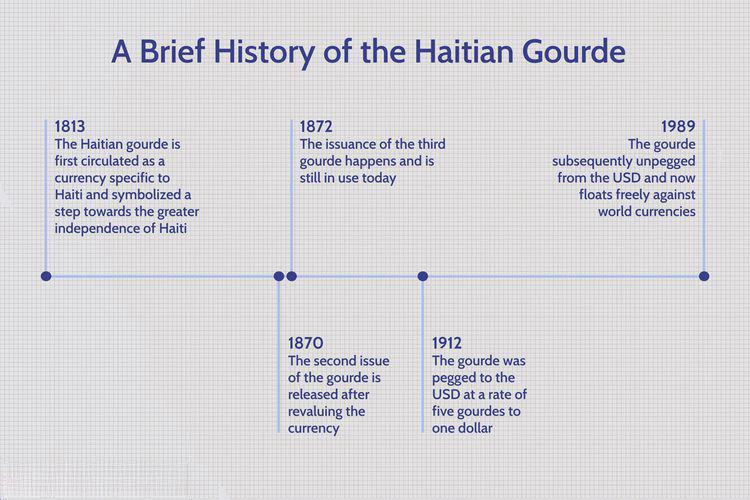 A Brief History of the Haitian Gourde
1813
The Haitian gourde is
first circulated as a
currency specific to
Haiti and symbolized a
step towards the greater
independence of Haiti
1870
The second issue
of the gourde is
released after
revaluing the
currency
1872
The issuance of the third
gourde happens and is
still in use today
1912
The gourde was
pegged to the
USD at a rate of
five gourdes to
one dollar
1989
The gourde
subsequently unpegged
from the USD and now
floats freely against
world currencies